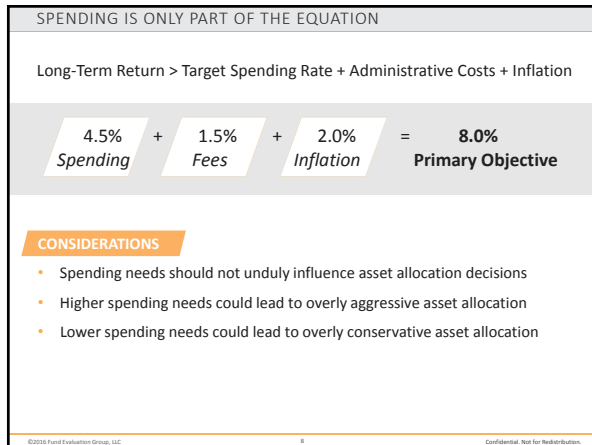 SPENDING IS ONLY PART OF THE EQUATION
Long-Term Return > Target Spending Rate + Administrative Costs + Inflation
4.5% + 1.5% + 2.0% = 8.0%
Spending Fees Inflation Primary Objective
CONSIDERATIONS
• Spending needs should not unduly influence asset allocation decisions
• Higher spending needs could lead to overly aggressive asset allocation
• Lower spending needs could lead to overly conservative asset allocation
©2016 Fund Evaluation Group, LLC 8 Confidential. Not for Redistribution.